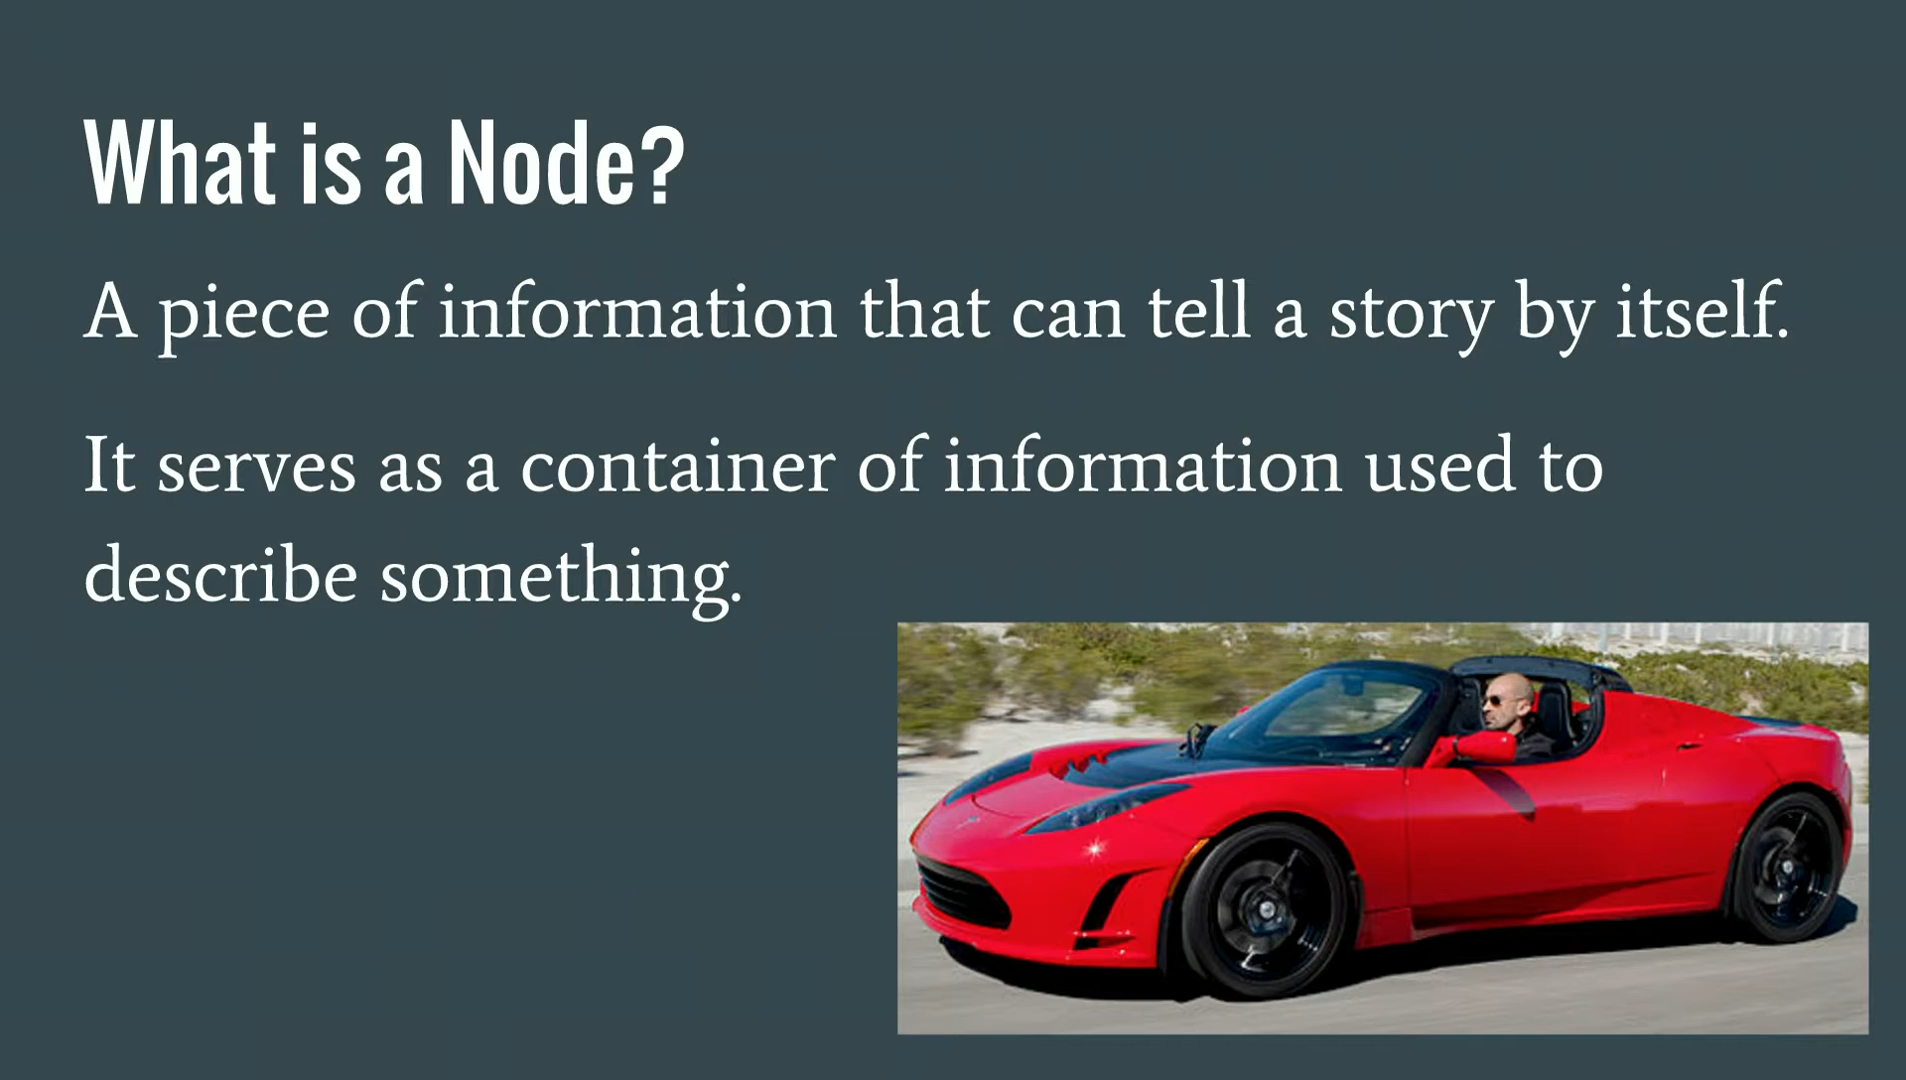 What is a Node?
A piece of information that can tell a story by itself.
It serves as a container of information used to
describe something.